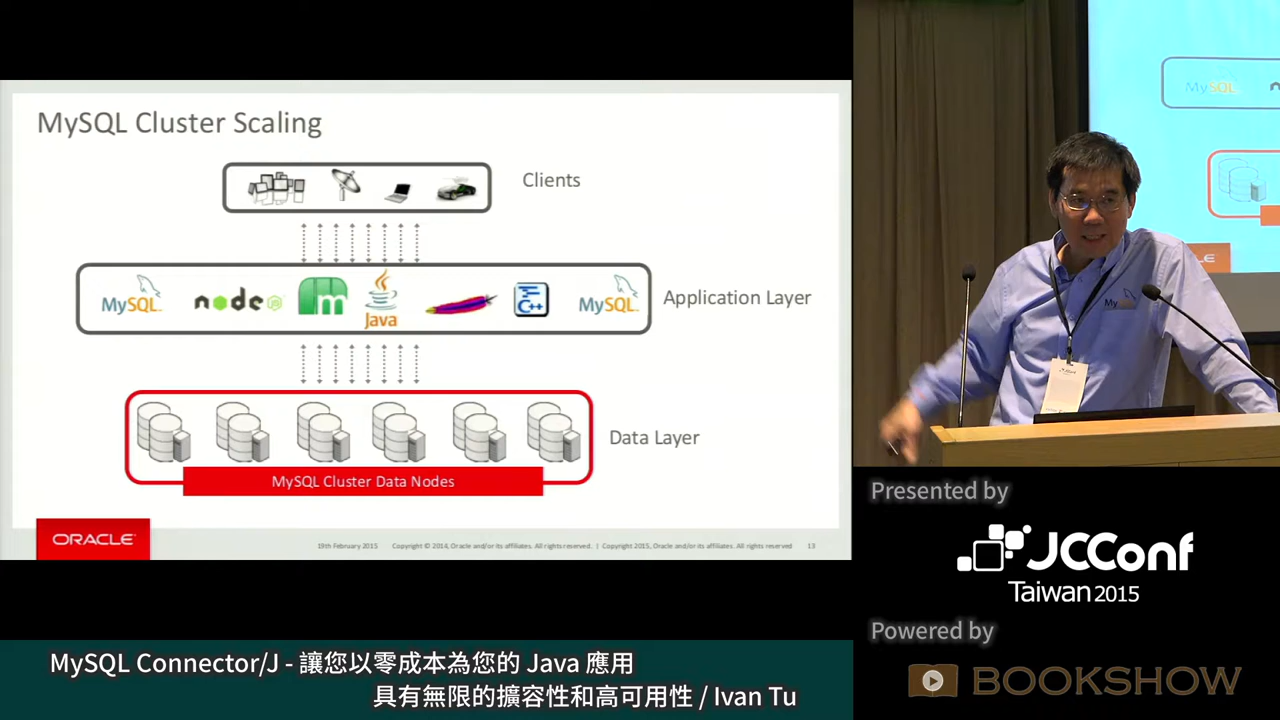 MySQL Cluster Scaling
Clients
MySQL
node
m
Java
C++
MySQL
Application Layer
Data Layer
MySQL Cluster Data Nodes
ORACLE
19th February 2015
Copyright © 2014, Oracle and/or its affiliates. All rights reserved. | Copyright 2015, Oracle and/or its affiliates. All rights reserved
13
MySQL
Presented by
JCConf
Taiwan 2015
Powered by
BOOKSHOW
MySQL Connector/J - 讓您以零成本為您的 Java 應用
具有無限的擴容性和高可用性 / Ivan Tu